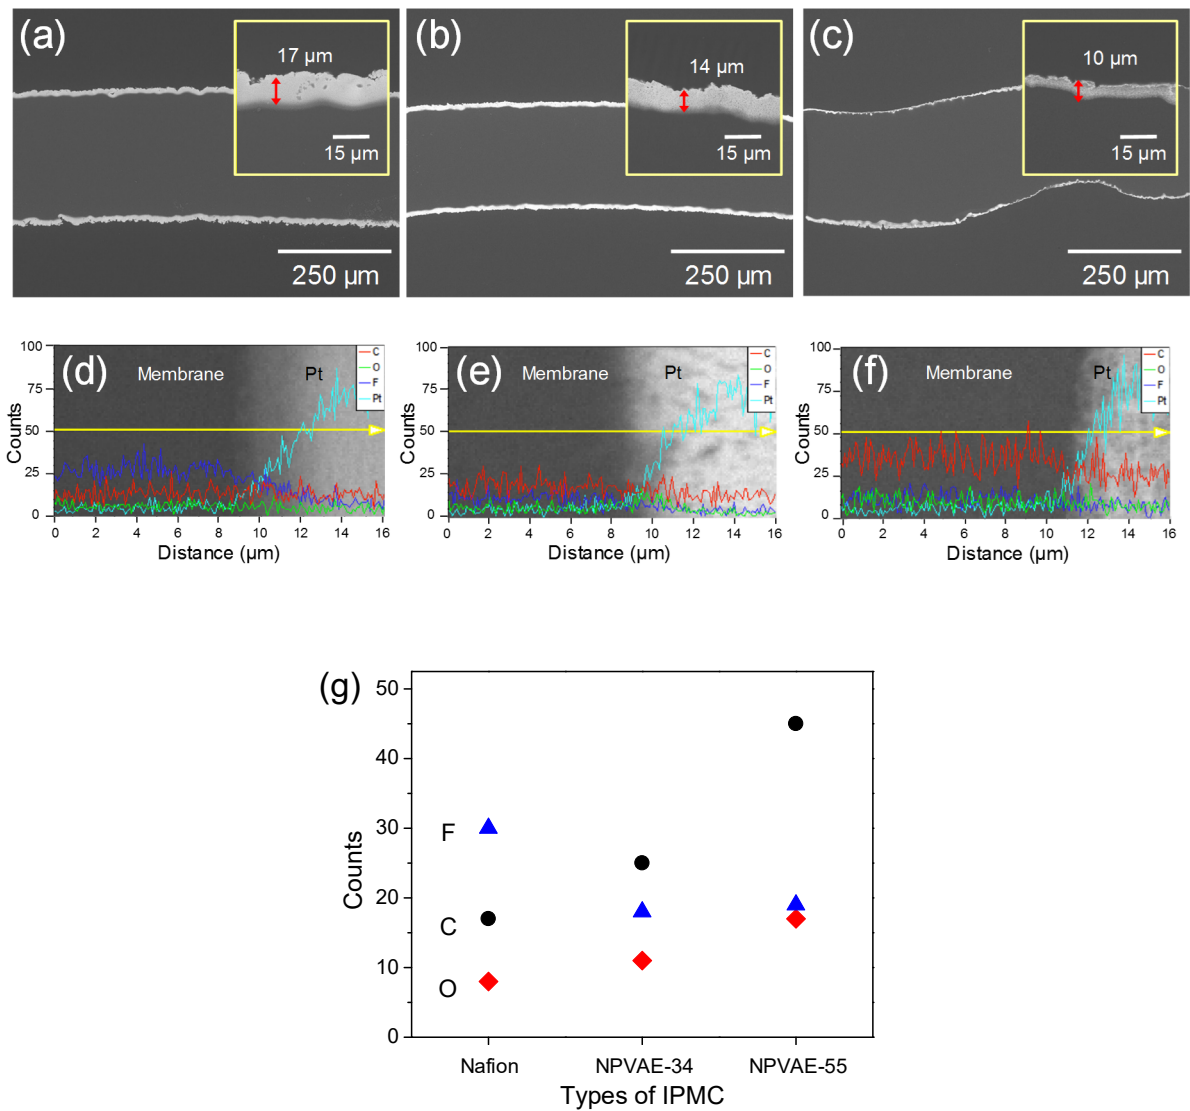 (a)
17 μm
15 μm
250 μm
(b)
14 μm
15 μm
250 μm
(c)
10 μm
15 μm
250 μm
(d)
Membrane
Pt
C
O
F
Pt
100
75
50
25
0
Counts
0 2 4 6 8 10 12 14 16
Distance (μm)
(e)
Membrane
Pt
C
O
F
Pt
100
75
50
25
0
Counts
0 2 4 6 8 10 12 14 16
Distance (μm)
(f)
Membrane
Pt
C
O
F
Pt
100
75
50
25
0
Counts
0 2 4 6 8 10 12 14 16
Distance (μm)
(g)
50
40
30
20
10
0
Counts
F
C
O
Nafion NPVAE-34 NPVAE-55
Types of IPMC